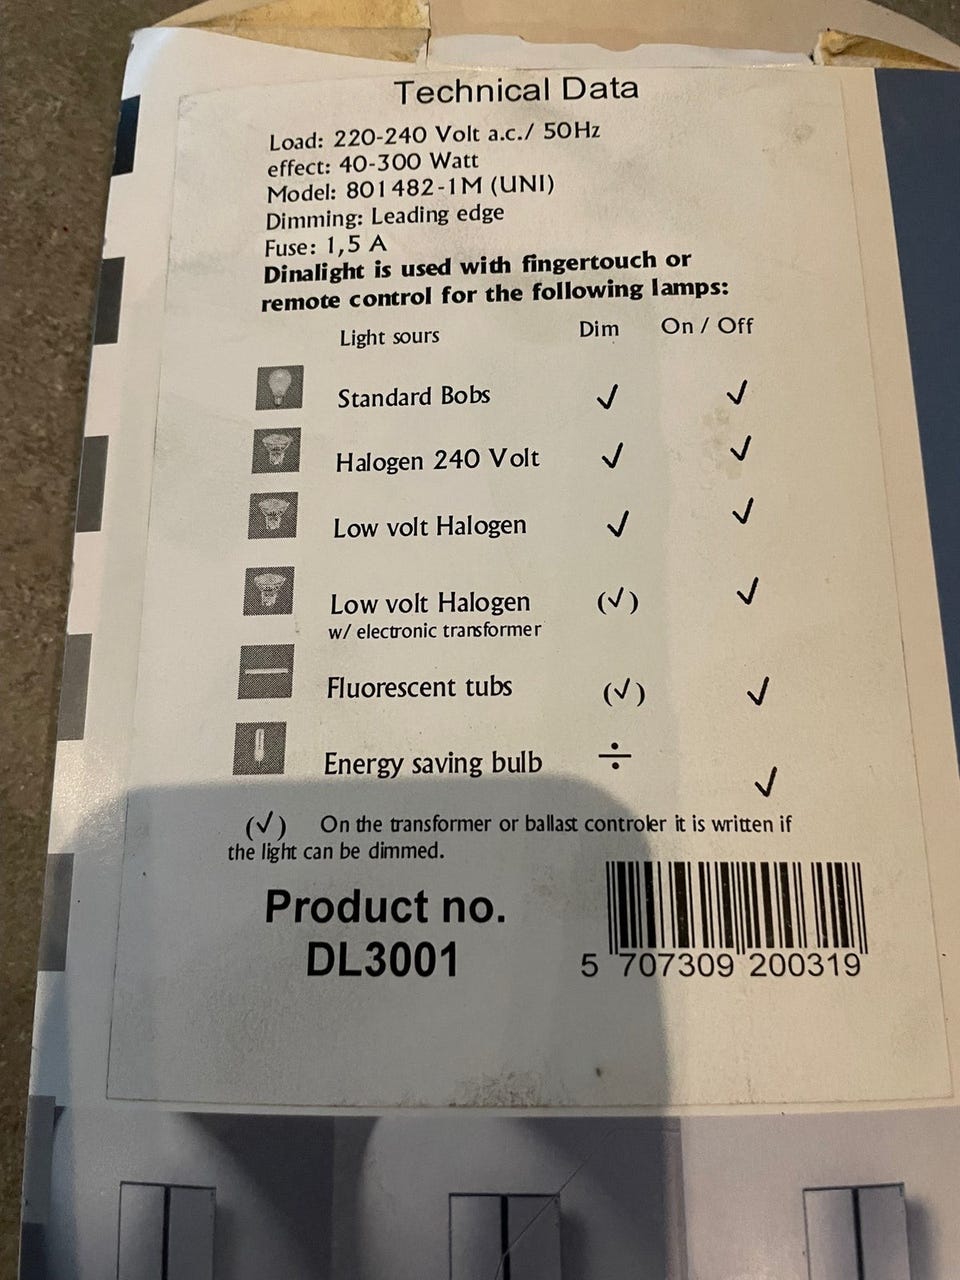 Technical Data
Load: 220-240 Volt a.c./ 50Hz
effect: 40-300 Watt
Model: 801482-1M (UNI)
Dimming: Leading edge
Fuse: 1,5 A
Dinalight is used with fingertouch or
remote control for the following lamps:
Light sours Dim On / Off
Standard Bobs ✓ ✓
Halogen 240 Volt ✓ ✓
Low volt Halogen ✓ ✓
Low volt Halogen (✓) ✓
w/ electronic transformer
Fluorescent tubs (✓) ✓
Energy saving bulb ÷ ✓
(✓) On the transformer or ballast controler it is written if
the light can be dimmed.
Product no.
DL3001
5 707309 200319